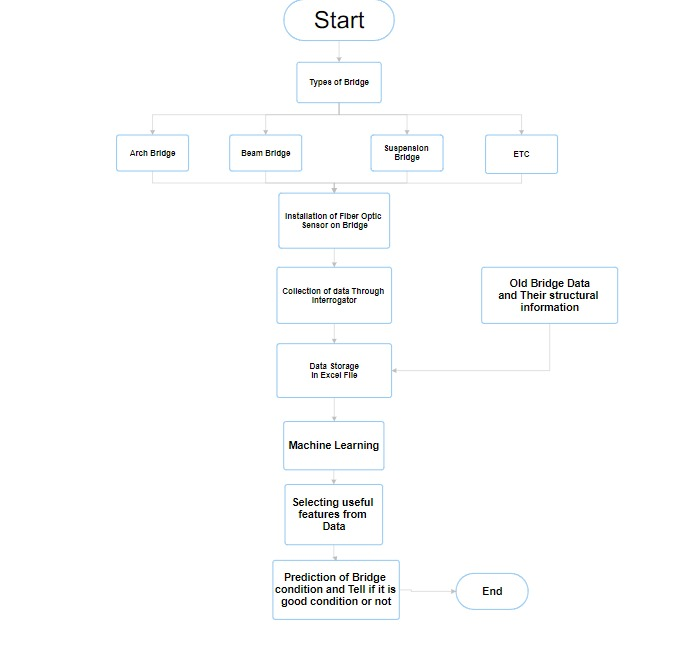 Start
Types of Bridge
Arch Bridge
Beam Bridge
Suspension
Bridge
ETC
Installation of Fiber Optic
Sensor on Bridge
Collection of data Through
Interrogator
Old Bridge Data
and Their structural
information
Data Storage
In Excel File
Machine Learning
Selecting useful
features from
Data
Prediction of Bridge
condition and Tell if it is
good condition or not
End